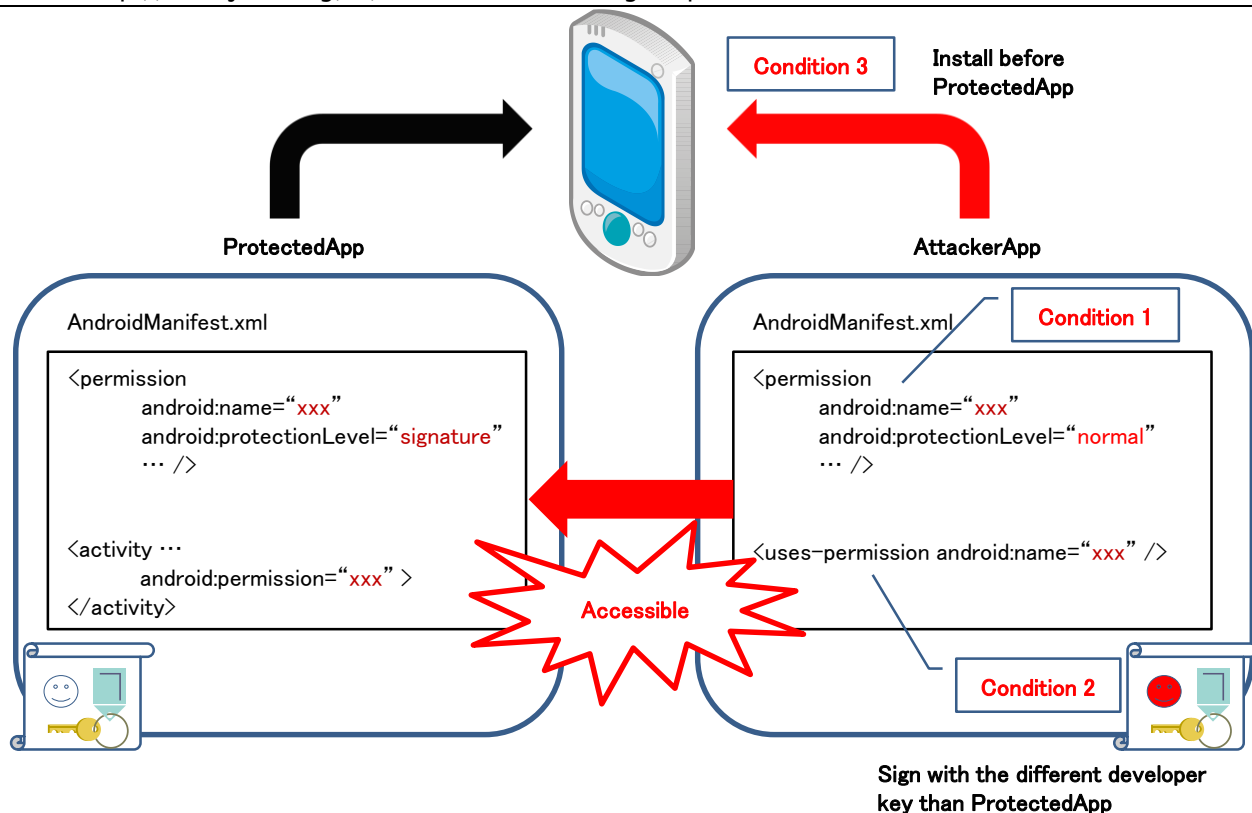 Condition 3
Install before
ProtectedApp
ProtectedApp
AttackerApp
AndroidManifest.xml
<permission
android:name=“xxx”
android:protectionLevel=“signature”
… />
<activity …
android:permission=“xxx” >
</activity>
AndroidManifest.xml
Condition 1
<permission
android:name=“xxx”
android:protectionLevel=“normal”
… />
<uses-permission android:name=“xxx” />
Accessible
Condition 2
Sign with the different developer
key than ProtectedApp